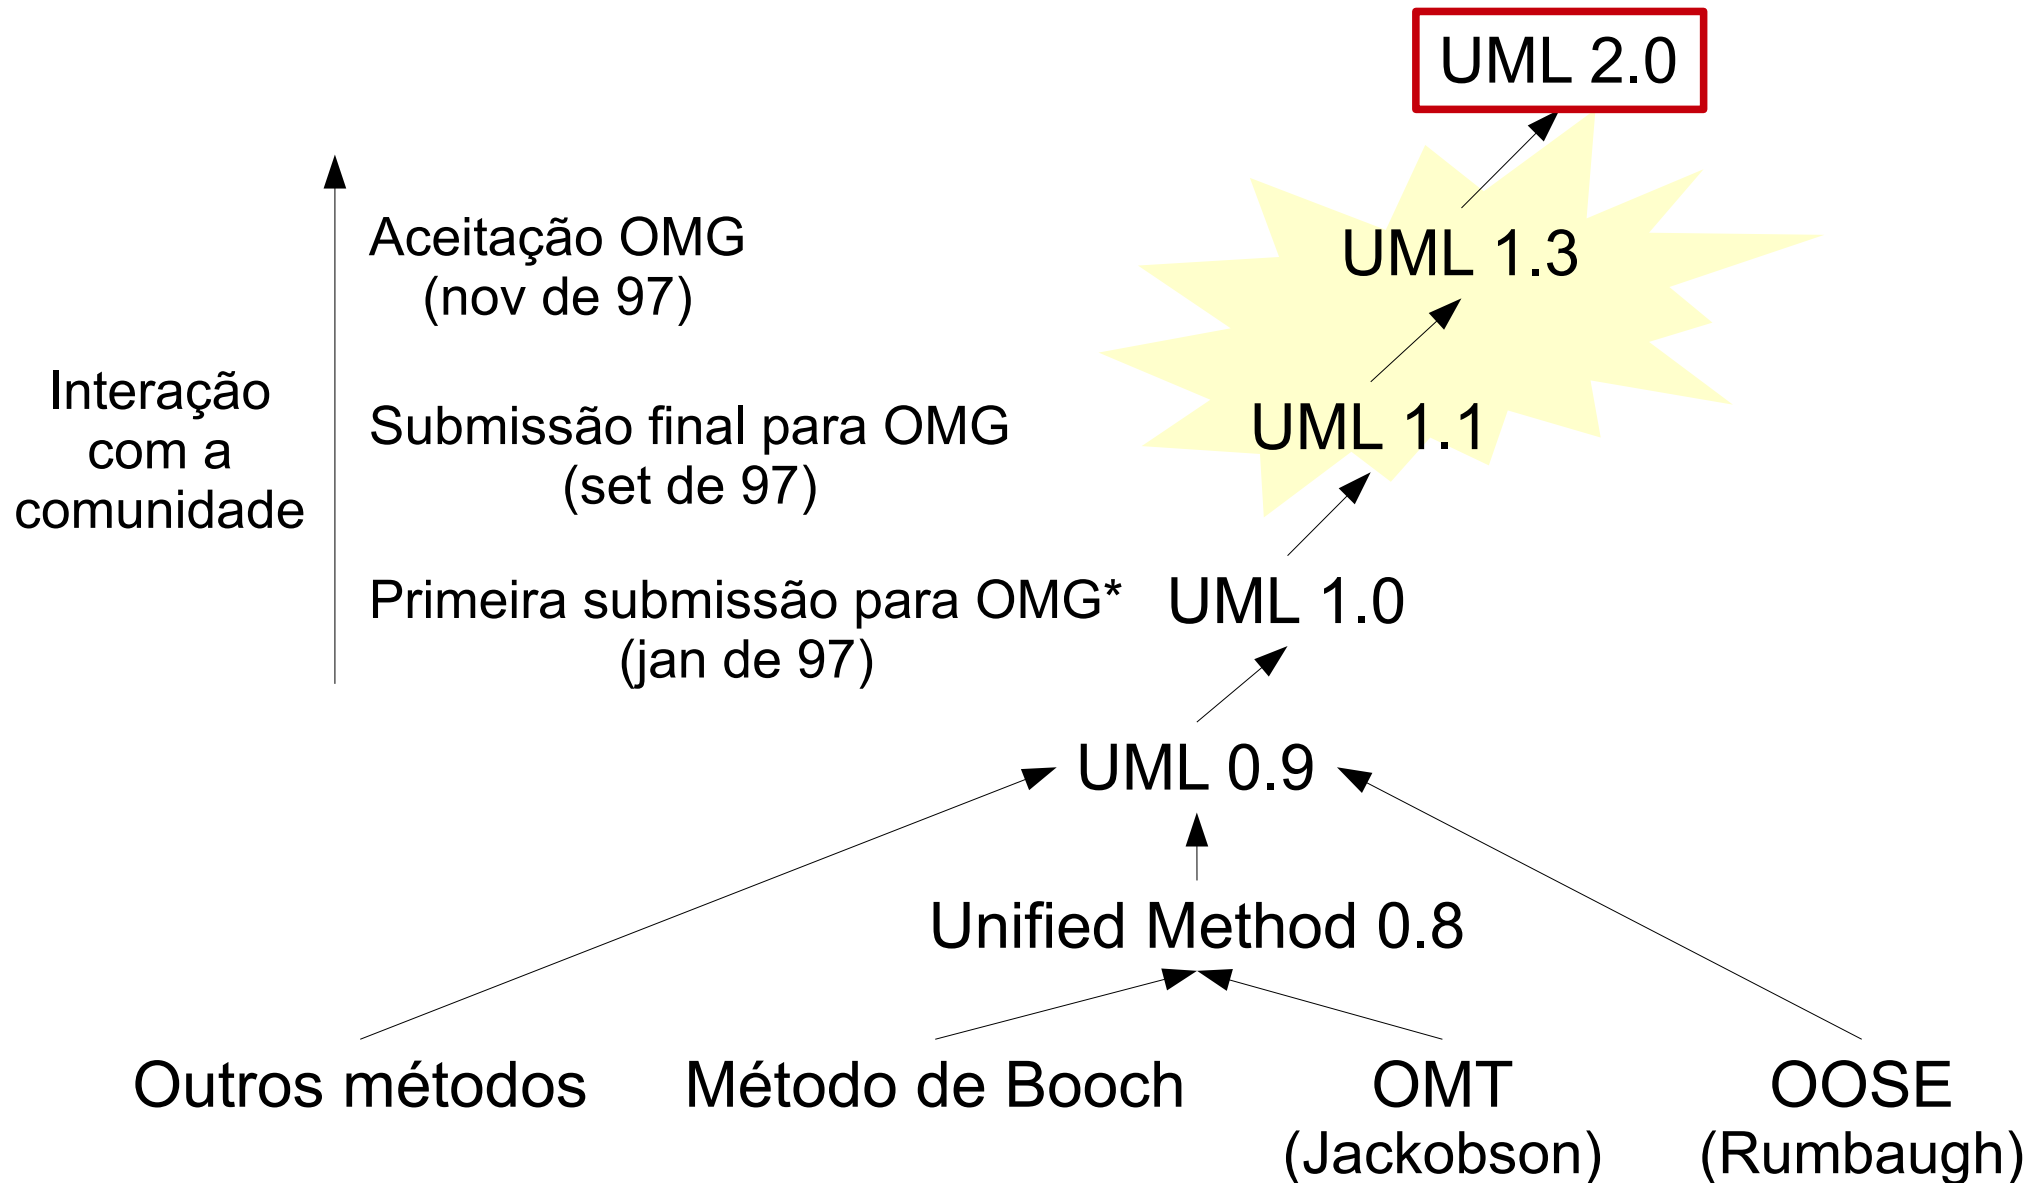 UML 2.0
Aceitação OMG
(nov de 97)
UML 1.3
Interação
com a
comunidade
Submissão final para OMG
(set de 97)
UML 1.1
Primeira submissão para OMG*
(jan de 97)
UML 1.0
UML 0.9
Unified Method 0.8
Outros métodos
Método de Booch
OMT
(Jackobson)
OOSE
(Rumbaugh)